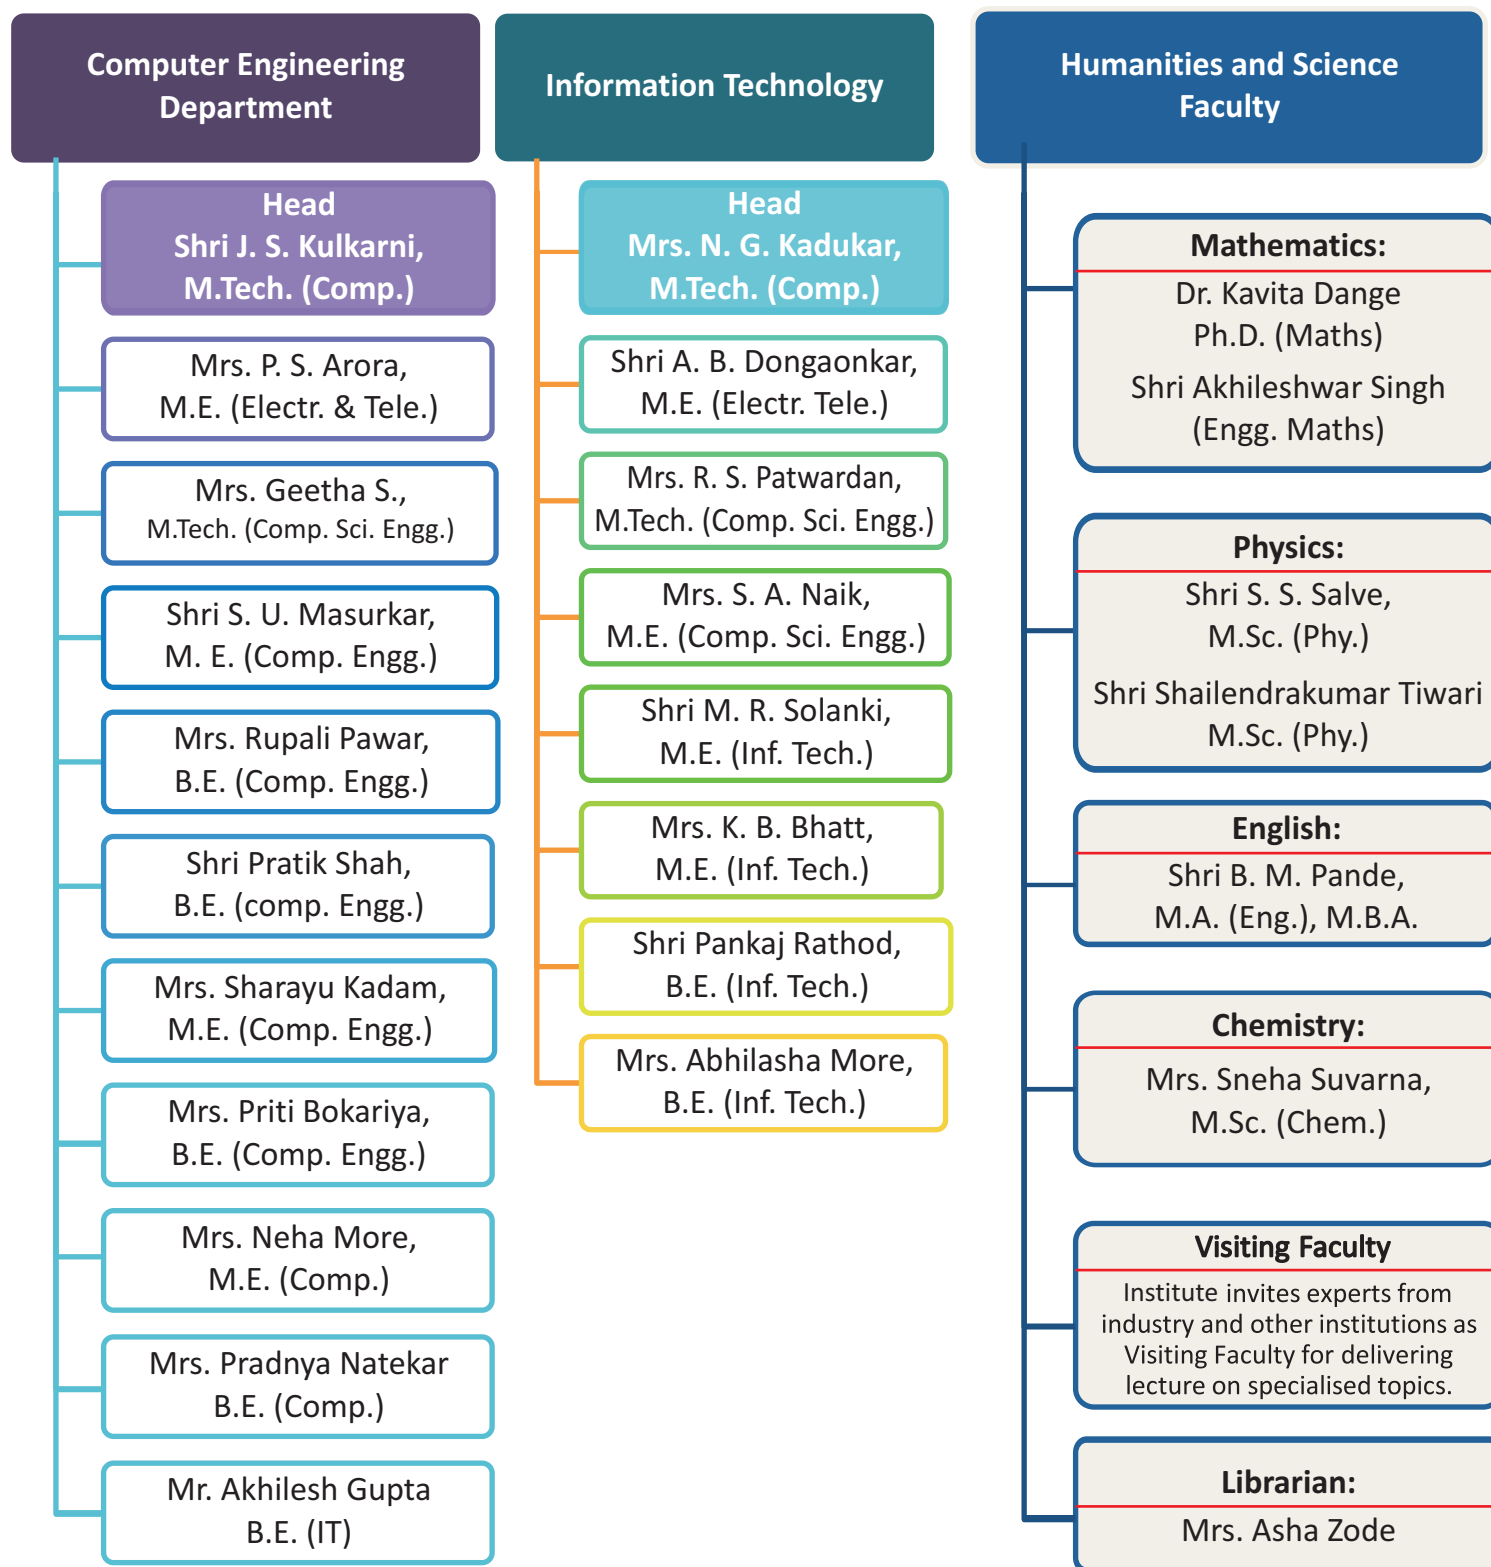 Computer Engineering
Department
Head
Shri J. S. Kulkarni,
M.Tech. (Comp.)
Mrs. P. S. Arora,
M.E. (Electr. & Tele.)
Mrs. Geetha S.,
M.Tech. (Comp. Sci. Engg.)
Shri S. U. Masurkar,
M. E. (Comp. Engg.)
Mrs. Rupali Pawar,
B.E. (Comp. Engg.)
Shri Pratik Shah,
B.E. (comp. Engg.)
Mrs. Sharayu Kadam,
M.E. (Comp. Engg.)
Mrs. Priti Bokariya,
B.E. (Comp. Engg.)
Mrs. Neha More,
M.E. (Comp.)
Mrs. Pradnya Natekar
B.E. (Comp.)
Mr. Akhilesh Gupta
B.E. (IT)
Information Technology
Head
Mrs. N. G. Kadukar,
M.Tech. (Comp.)
Shri A. B. Dongaonkar,
M.E. (Electr. Tele.)
Mrs. R. S. Patwardan,
M.Tech. (Comp. Sci. Engg.)
Mrs. S. A. Naik,
M.E. (Comp. Sci. Engg.)
Shri M. R. Solanki,
M.E. (Inf. Tech.)
Mrs. K. B. Bhatt,
M.E. (Inf. Tech.)
Shri Pankaj Rathod,
B.E. (Inf. Tech.)
Mrs. Abhilasha More,
B.E. (Inf. Tech.)
Humanities and Science
Faculty
Mathematics:
Dr. Kavita Dange
Ph.D. (Maths)
Shri Akhileshwar Singh
(Engg. Maths)
Physics:
Shri S. S. Salve,
M.Sc. (Phy.)
Shri Shailendrakumar Tiwari
M.Sc. (Phy.)
English:
Shri B. M. Pande,
M.A. (Eng.), M.B.A.
Chemistry:
Mrs. Sneha Suvarna,
M.Sc. (Chem.)
Visiting Faculty
Institute invites experts from
industry and other institutions as
Visiting Faculty for delivering
lecture on specialised topics.
Librarian:
Mrs. Asha Zode